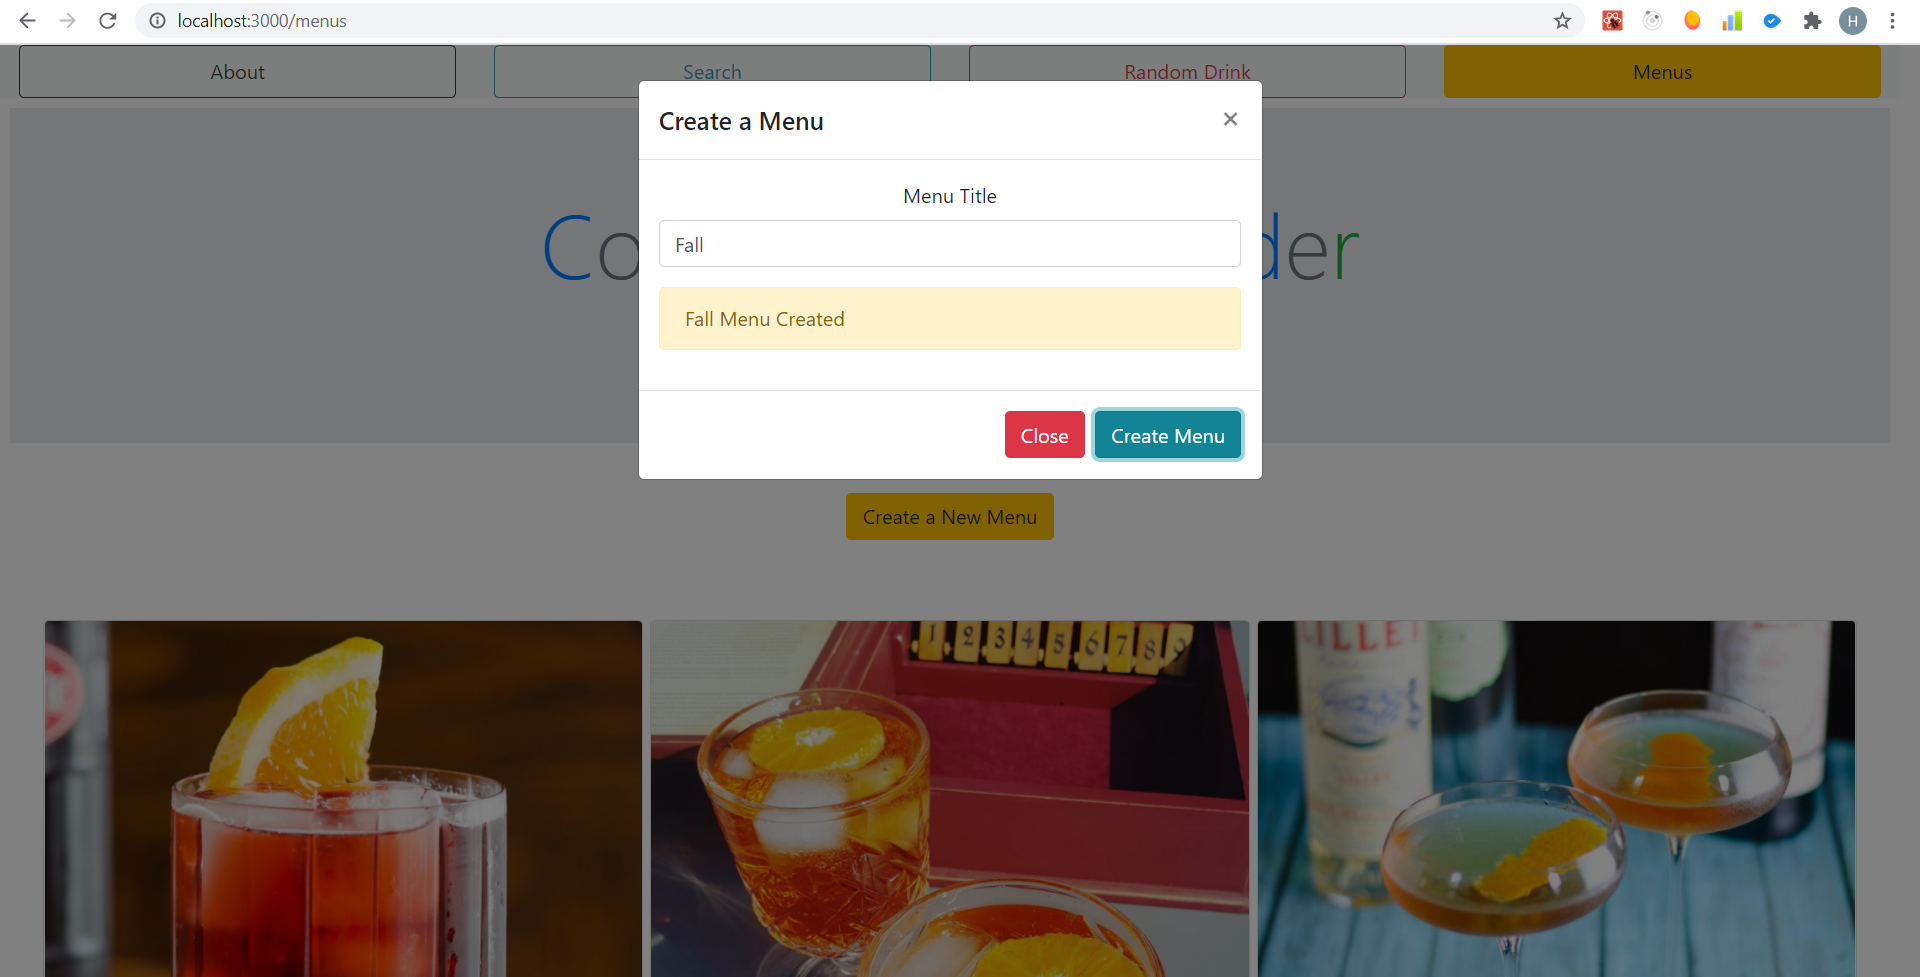 localhost:3000/menus
H
About
Search
Random Drink
Menus
Create a Menu
×
Menu Title
Fall
Fall Menu Created
Close
Create Menu
Co
der
Create a New Menu
1 2 3 4 5 6 7 8 9
LILLET